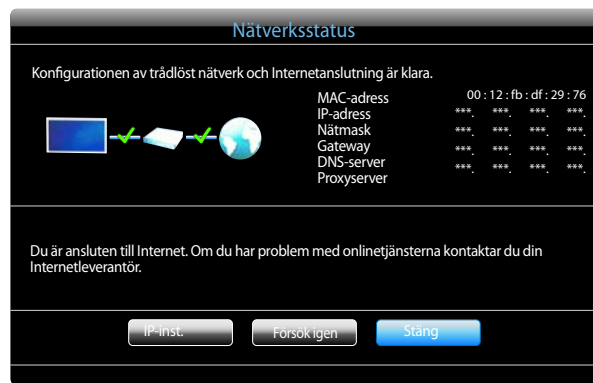 Nätverksstatus
Konfigurationen av trådlöst nätverk och Internetanslutning är klara.
MAC-adress 00 : 12 : fb : df : 29 : 76
IP-adress ***. ***. ***. ***.
Nätmask ***. ***. ***. ***.
Gateway ***. ***. ***. ***.
DNS-server ***. ***. ***. ***.
Proxyserver
Du är ansluten till Internet. Om du har problem med onlinetjänsterna kontaktar du din
Internetleverantör.
IP-inst. Försök igen Stäng